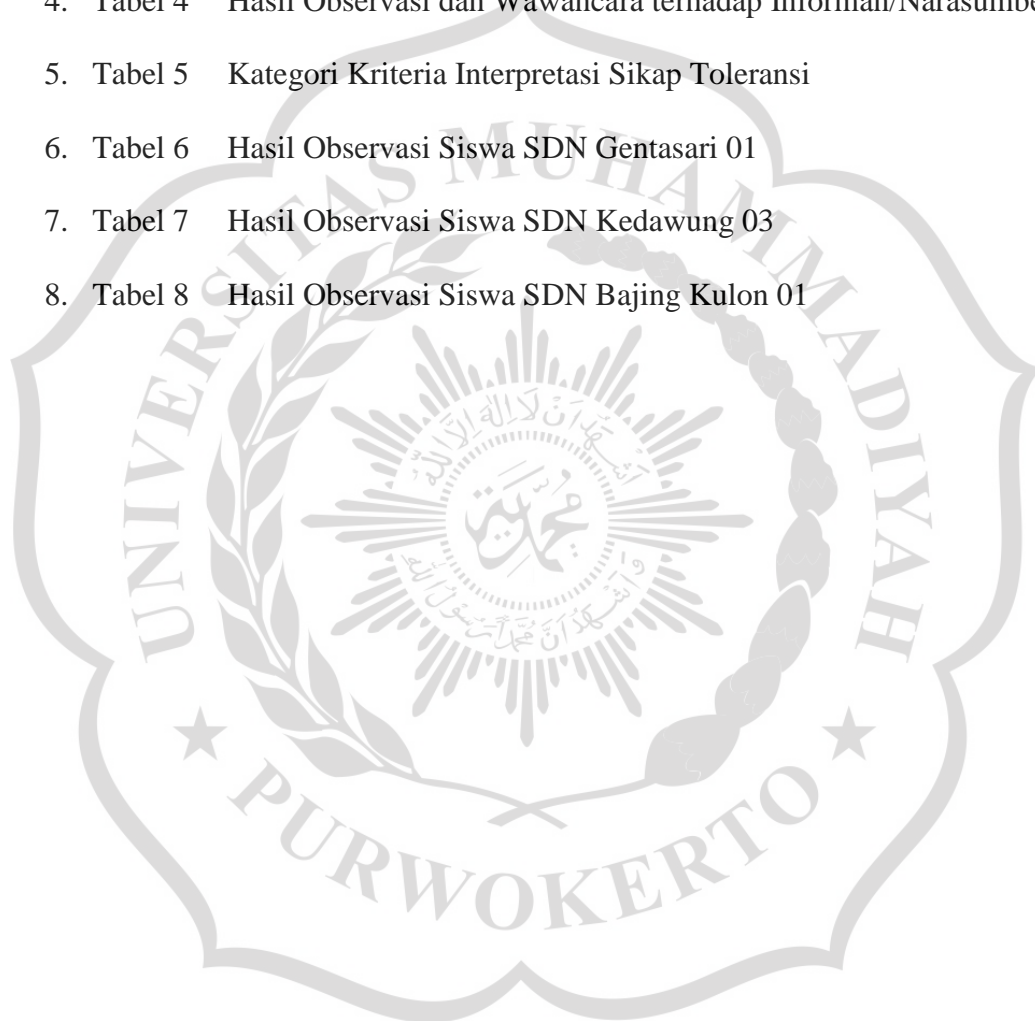 4. Tabel 4 Hasil Observasi dan Wawancara terhadap Informan/Narasumber
5. Tabel 5 Kategori Kriteria Interpretasi Sikap Toleransi
6. Tabel 6 Hasil Observasi Siswa SDN Gentasari 01
7. Tabel 7 Hasil Observasi Siswa SDN Kedawung 03
8. Tabel 8 Hasil Observasi Siswa SDN Bajing Kulon 01
UNIVERSITAS MUHAMMADIYAH
PURWOKERTO
اَشْهَدُ اَنْ لَا اِلٰهَ اِلَّا اللهُ
مُحَمَّدِيَّة
وَ اَشْهَدُ اَنَّ مُحَمَّدًا رَسُوْلُ اللهِ